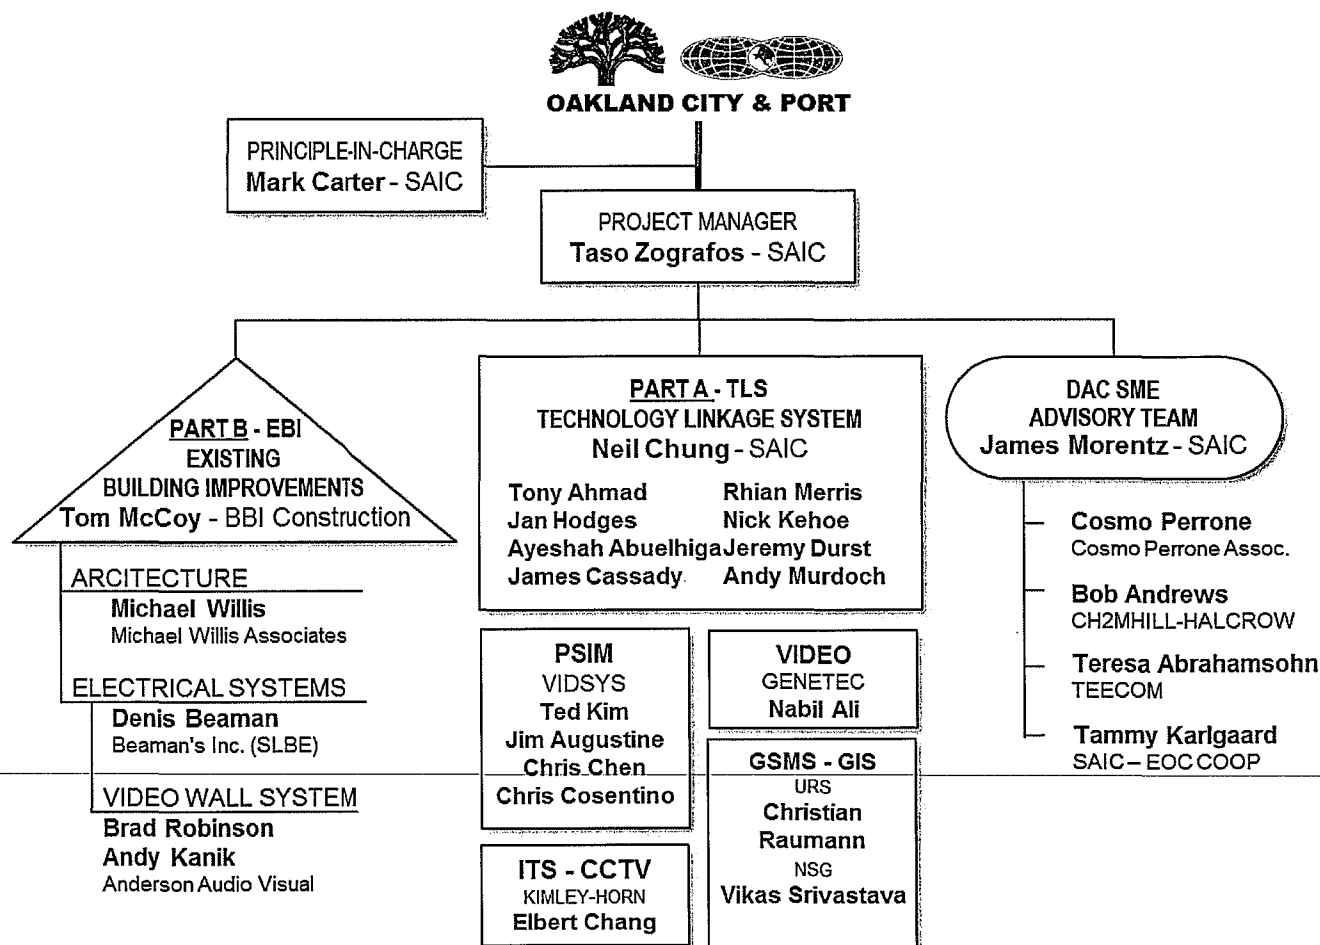 OAKLAND CITY & PORT
PRINCIPLE-IN-CHARGE
Mark Carter - SAIC
PROJECT MANAGER
Taso Zografos - SAIC
PART B - EBI
EXISTING
BUILDING IMPROVEMENTS
Tom McCoy - BBI Construction
ARCITECTURE
Michael Willis
Michael Willis Associates
ELECTRICAL SYSTEMS
Denis Beaman
Beaman's Inc. (SLBE)
VIDEO WALL SYSTEM
Brad Robinson
Andy Kanik
Anderson Audio Visual
PART A - TLS
TECHNOLOGY LINKAGE SYSTEM
Neil Chung - SAIC
Tony Ahmad Rhian Merris
Jan Hodges Nick Kehoe
Ayeshah Abuelhiga Jeremy Durst
James Cassady Andy Murdoch
PSIM
VIDSYS
Ted Kim
Jim Augustine
Chris Chen
Chris Cosentino
ITS - CCTV
KIMLEY-HORN
Elbert Chang
VIDEO
GENETEC
Nabil Ali
GSMS - GIS
URS
Christian
Raumann
NSG
Vikas Srivastava
DAC SME
ADVISORY TEAM
James Morentz - SAIC
Cosmo Perrone
Cosmo Perrone Assoc.
Bob Andrews
CH2MHILL-HALCROW
Teresa Abrahamsohn
TEECOM
Tammy Karlgaard
SAIC – EOC COOP